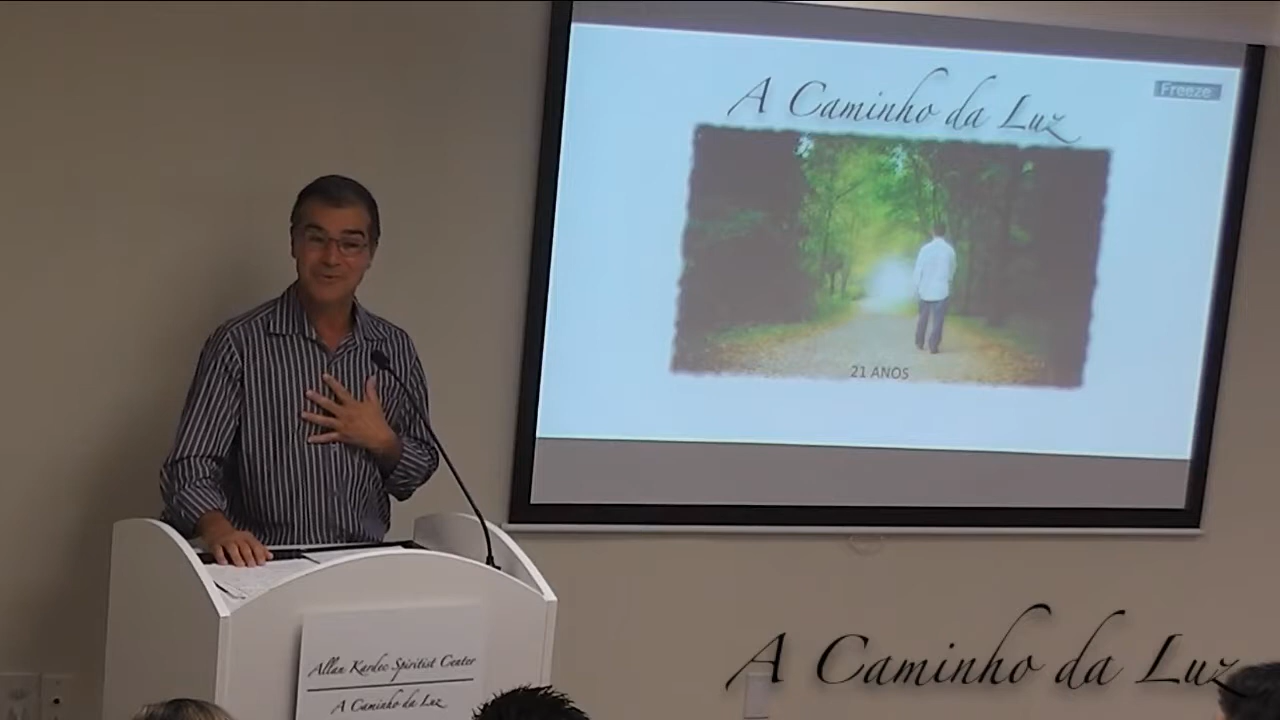 A Caminho da Luz
Freeze
21 ANOS
Allan Kardec Spiritist Center
A Caminho da Luz
A Caminho da Luz